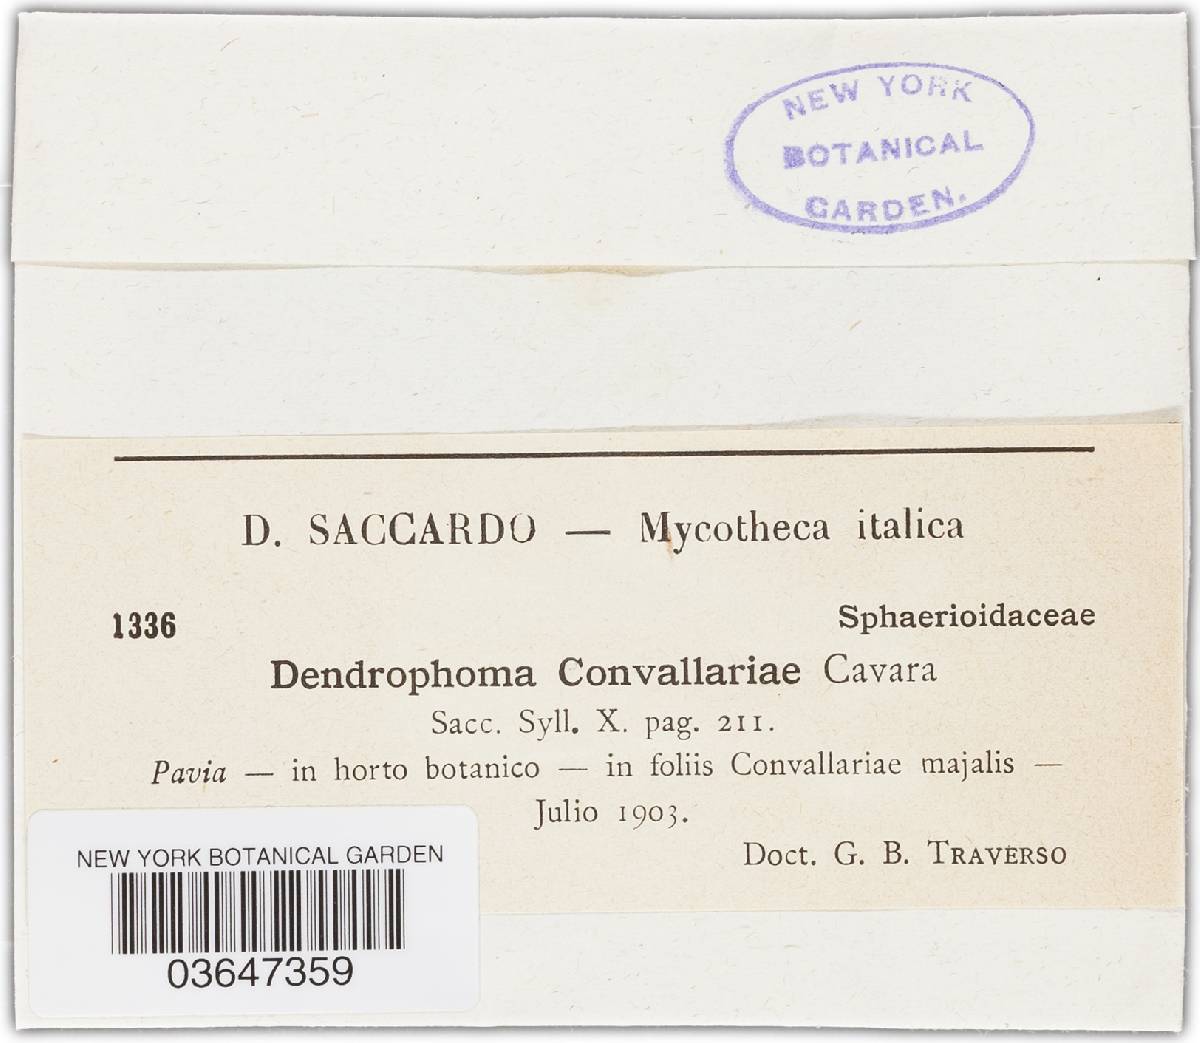 NEW YORK
BOTANICAL
GARDEN.
D. SACCARDO — Mycotheca italica
1336
Sphaerioidaceae
Dendrophoma Convallariae Cavara
Sacc. Syll. X. pag. 211.
Pavia — in horto botanico — in foliis Convallariae majalis —
Julio 1903.
Doct. G. B. TRAVERSO
NEW YORK BOTANICAL GARDEN
03647359